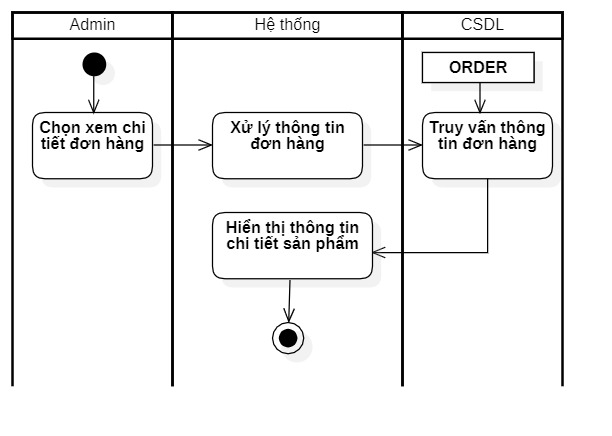 Admin
Hệ thống
CSDL
ORDER
Chọn xem chi
tiết đơn hàng
Xử lý thông tin
đơn hàng
Truy vấn thông
tin đơn hàng
Hiển thị thông tin
chi tiết sản phẩm